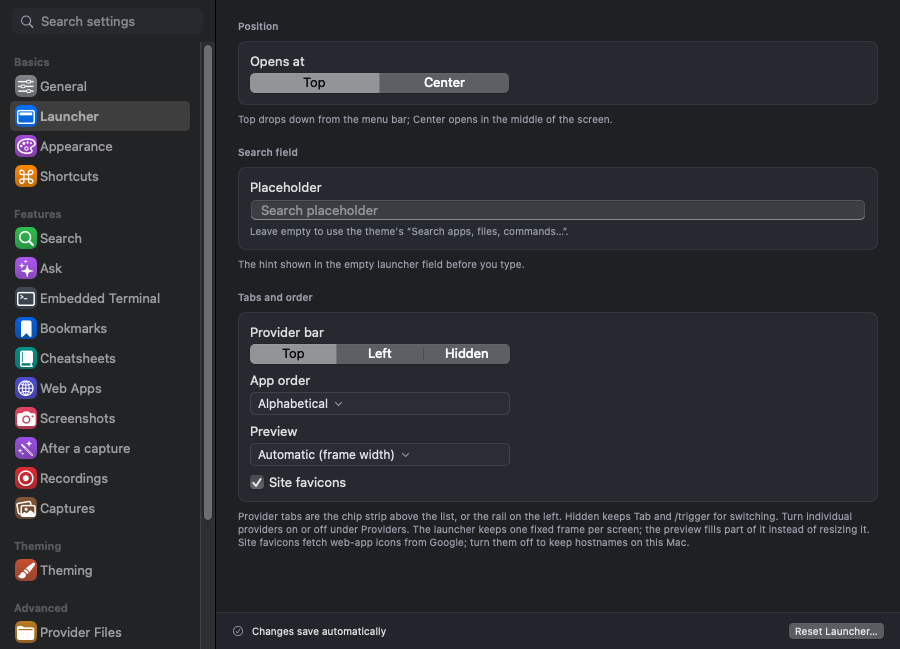 Search settings
Basics
General
Launcher
Appearance
Shortcuts
Features
Search
Ask
Embedded Terminal
Bookmarks
Cheatsheets
Web Apps
Screenshots
After a capture
Recordings
Captures
Theming
Theming
Advanced
Provider Files
Position
Opens at
Top Center
Top drops down from the menu bar; Center opens in the middle of the screen.
Search field
Placeholder
Search placeholder
Leave empty to use the theme's “Search apps, files, commands…”.
The hint shown in the empty launcher field before you type.
Tabs and order
Provider bar
Top Left Hidden
App order
Alphabetical
Preview
Automatic (frame width)
Site favicons
Provider tabs are the chip strip above the list, or the rail on the left. Hidden keeps Tab and /trigger for switching. Turn individual
providers on or off under Providers. The launcher keeps one fixed frame per screen; the preview fills part of it instead of resizing it.
Site favicons fetch web-app icons from Google; turn them off to keep hostnames on this Mac.
Changes save automatically
Reset Launcher…